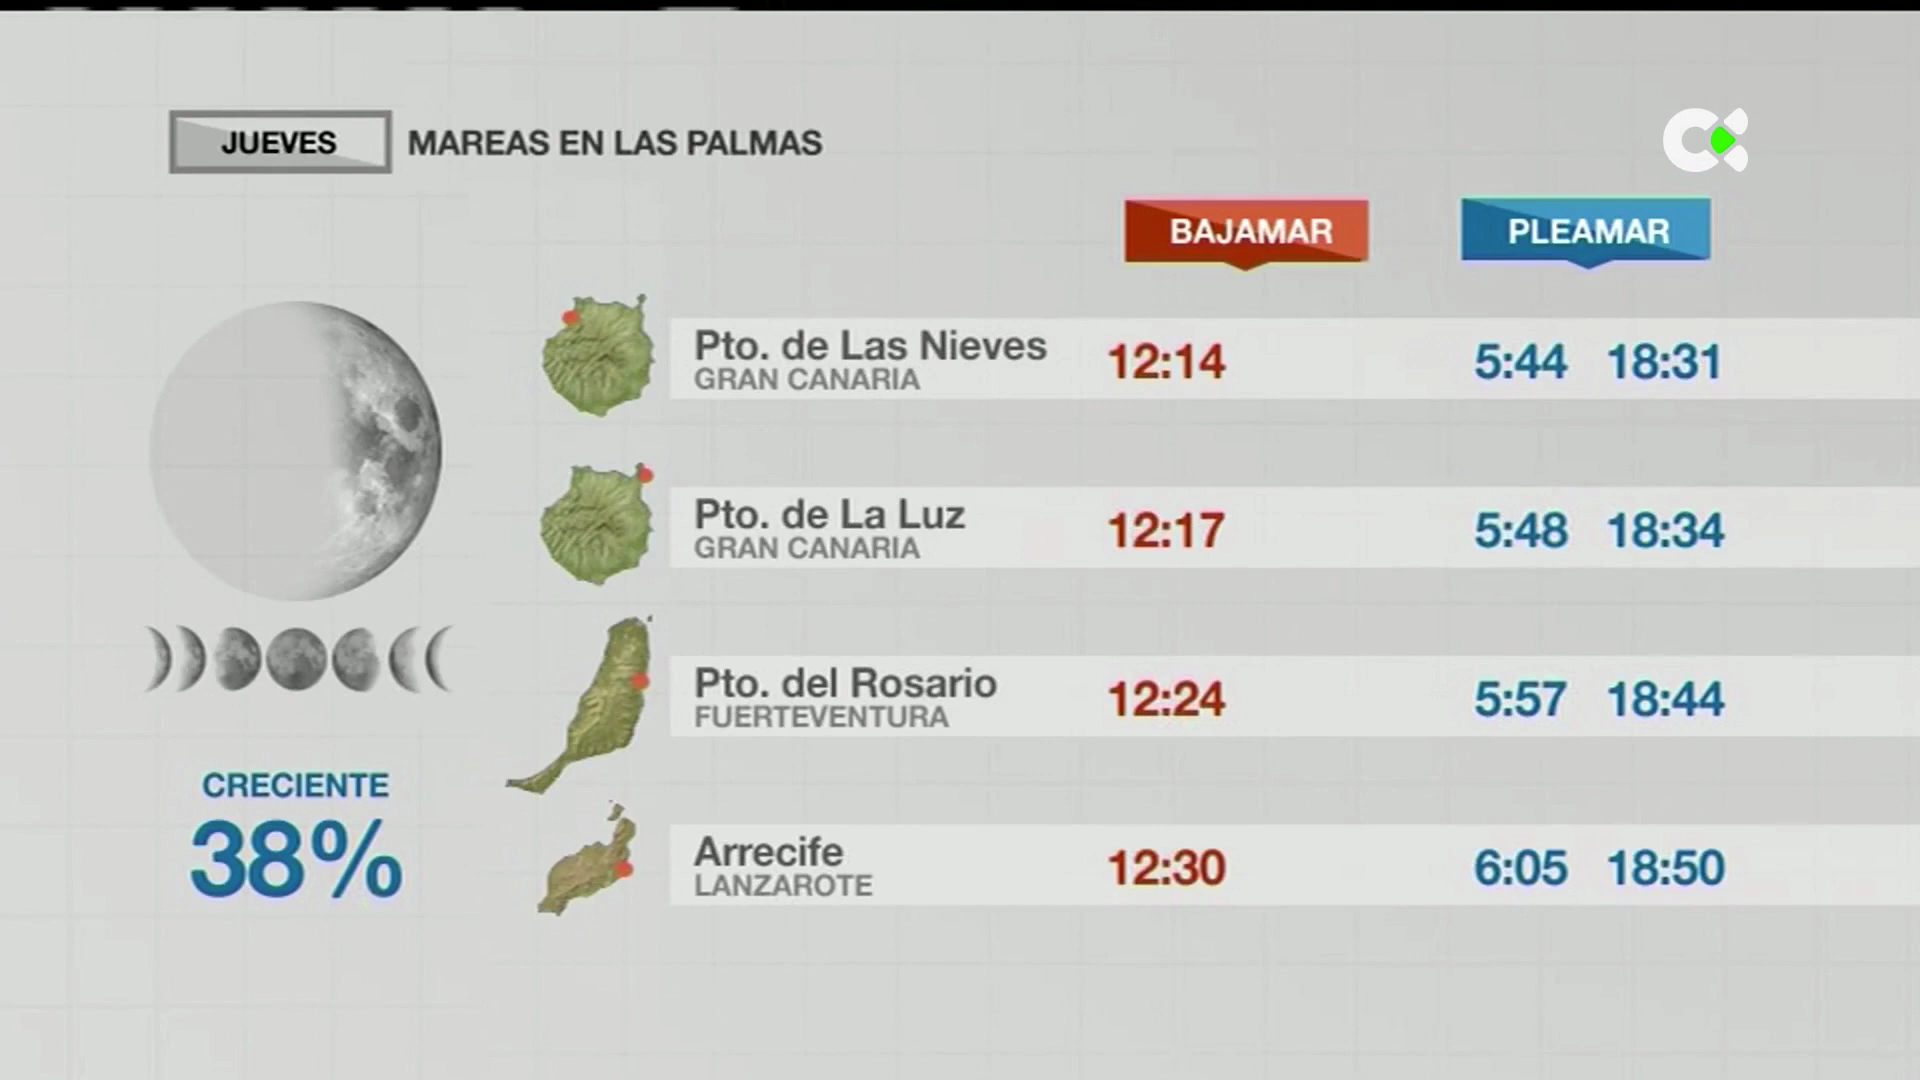 JUEVES MAREAS EN LAS PALMAS
BAJAMAR PLEAMAR
Pto. de Las Nieves 12:14 5:44 18:31
GRAN CANARIA
Pto. de La Luz 12:17 5:48 18:34
GRAN CANARIA
Pto. del Rosario 12:24 5:57 18:44
FUERTEVENTURA
Arrecife 12:30 6:05 18:50
LANZAROTE
CRECIENTE
38%